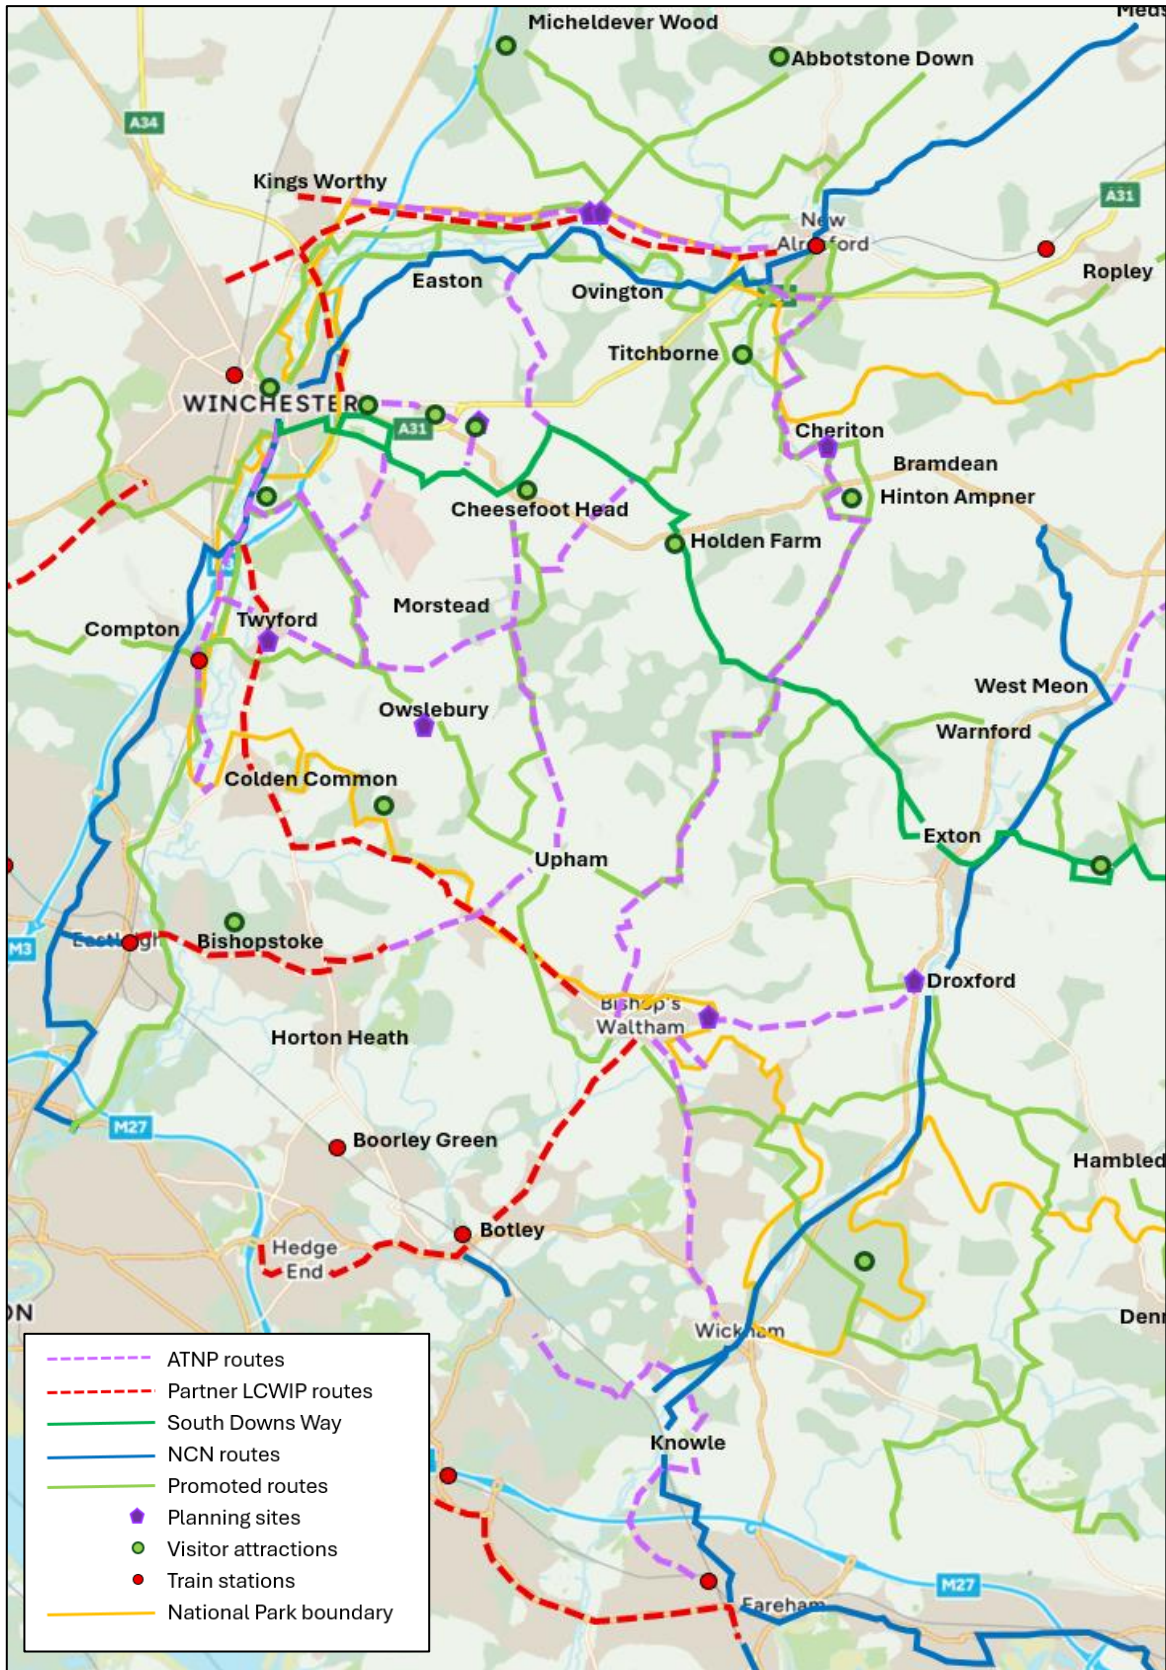 Micheldever Wood
Abbotstone Down
A34
Kings Worthy
A31
New
Ropley
Easton
Ovington
Titchborne
WINCHESTER
A31
Cheriton
Bramdean
Hinton Ampner
Cheesefoot Head
Holden Farm
Morstead
Twyford
Compton
West Meon
Owslebury
Warnford
Colden Common
Exton
Upham
M3
Bishopstoke
Droxford
Bishop's
Waltham
Horton Heath
M27
Boorley Green
Hambled
Botley
Hedge
End
ON
Wickham
Knowle
M27
Fareham
ATNP routes
Partner LCWIP routes
South Downs Way
NCN routes
Promoted routes
Planning sites
Visitor attractions
Train stations
National Park boundary